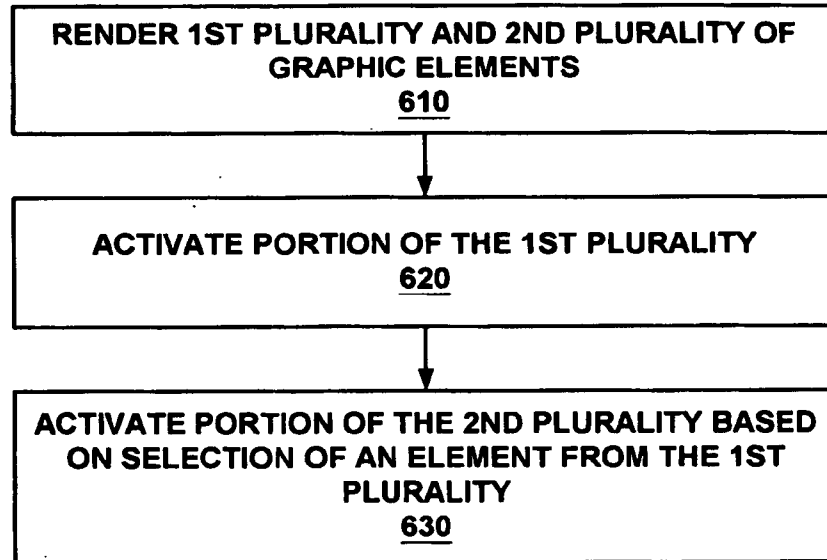 RENDER 1ST PLURALITY AND 2ND PLURALITY OF
GRAPHIC ELEMENTS
610
ACTIVATE PORTION OF THE 1ST PLURALITY
620
ACTIVATE PORTION OF THE 2ND PLURALITY BASED
ON SELECTION OF AN ELEMENT FROM THE 1ST
PLURALITY
630